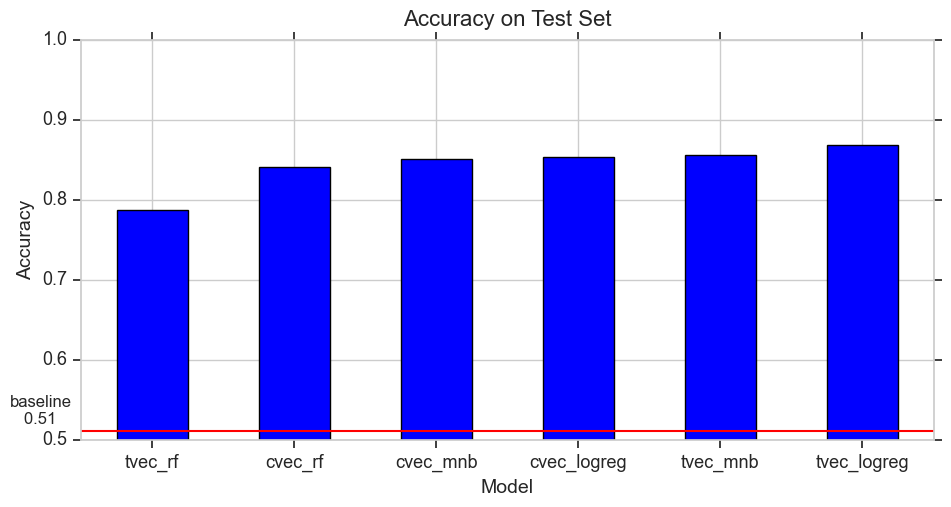 Accuracy on Test Set
1.0
0.9
0.8
0.7
0.6
0.5
Accuracy
baseline
0.51
tvec_rf
cvec_rf
cvec_mnb
cvec_logreg
tvec_mnb
tvec_logreg
Model